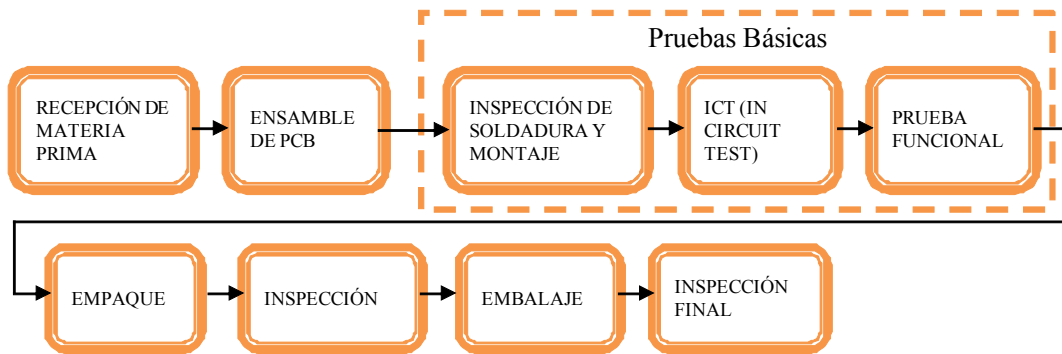 Pruebas Básicas
RECEPCIÓN DE
MATERIA
PRIMA
ENSAMBLE
DE PCB
INSPECCIÓN DE
SOLDADURA Y
MONTAJE
ICT (IN
CIRCUIT
TEST)
PRUEBA
FUNCIONAL
EMPAQUE
INSPECCIÓN
EMBALAJE
INSPECCIÓN
FINAL